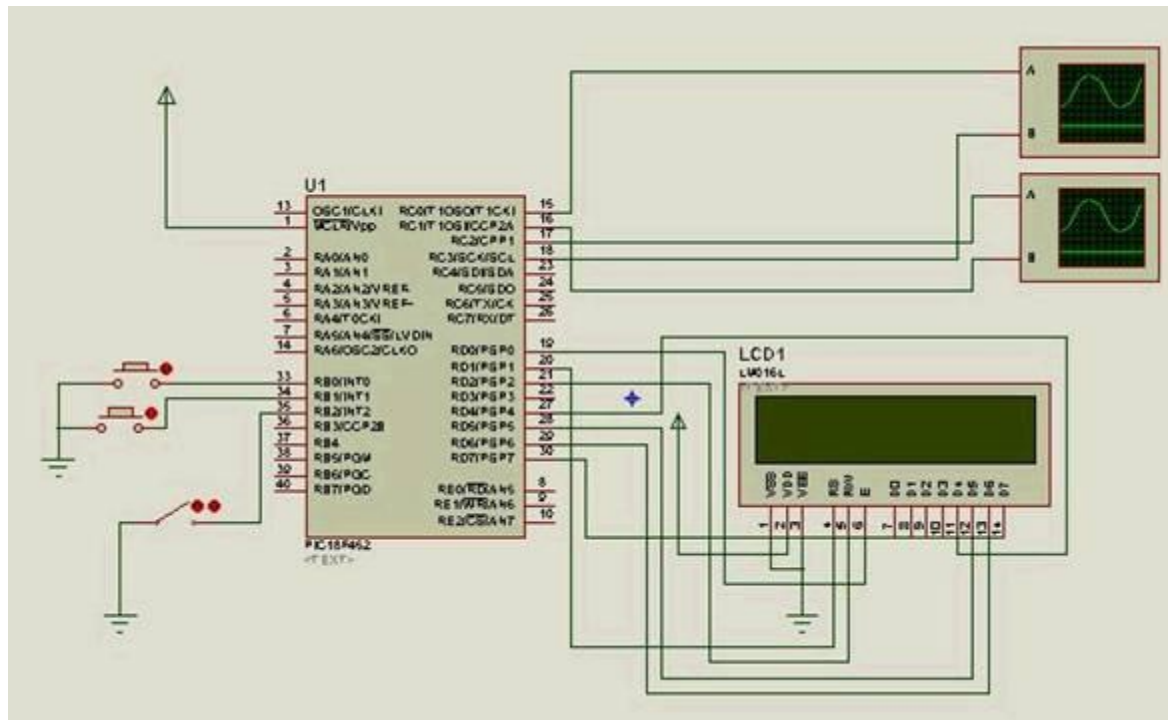 U1
13 OSC1/CLKI RC0/T1OSO/T1CKI 15
1 MCLR/Vpp RC1/T1OSI/CCP2A 16
RC2/CPP1 17
2 RA0/AN0 RC3/SCK/SCL 18
3 RA1/AN1 RC4/SDI/SDA 23
4 RA2/AN2/VREF- RC5/SDO 24
5 RA3/AN3/VREF+ RC6/TX/CK 25
6 RA4/T0CKI RC7/RX/DT 26
7 RA5/AN4/SS/LVDIN
14 RA6/OSC2/CLKO RD0/PSP0 19
RD1/PSP1 20
33 RB0/INT0 RD2/PSP2 21
34 RB1/INT1 RD3/PSP3 22
35 RB2/INT2 RD4/PSP4 27
36 RB3/CCP2B RD5/PSP5 28
37 RB4 RD6/PSP6 29
38 RB5/PGM RD7/PSP7 30
39 RB6/PGC
40 RB7/PGD RE0/RD/AN5 8
RE1/WR/AN6 9
RE2/CS/AN7 10
PIC18F452
<TEXT>
A
B
A
B
LCD1
LM016L
VSS VDD VEE RS RW E D0 D1 D2 D3 D4 D5 D6 D7
1 2 3 4 5 6 7 8 9 10 11 12 13 14